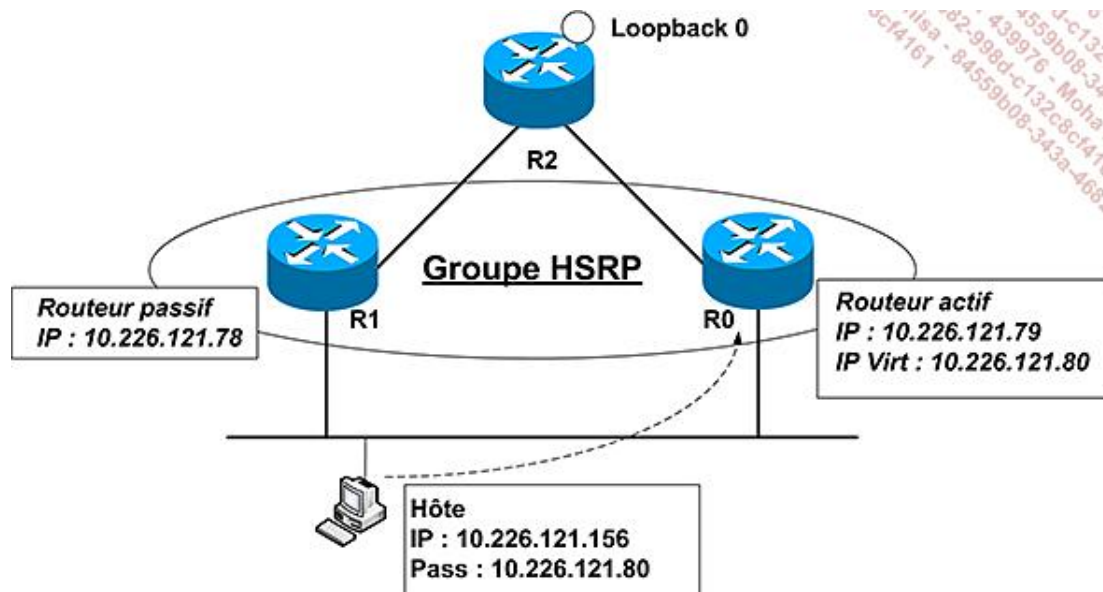 Loopback 0
R2
Groupe HSRP
Routeur passif
IP : 10.226.121.78
R1
R0
Routeur actif
IP : 10.226.121.79
IP Virt : 10.226.121.80
Hôte
IP : 10.226.121.156
Pass : 10.226.121.80